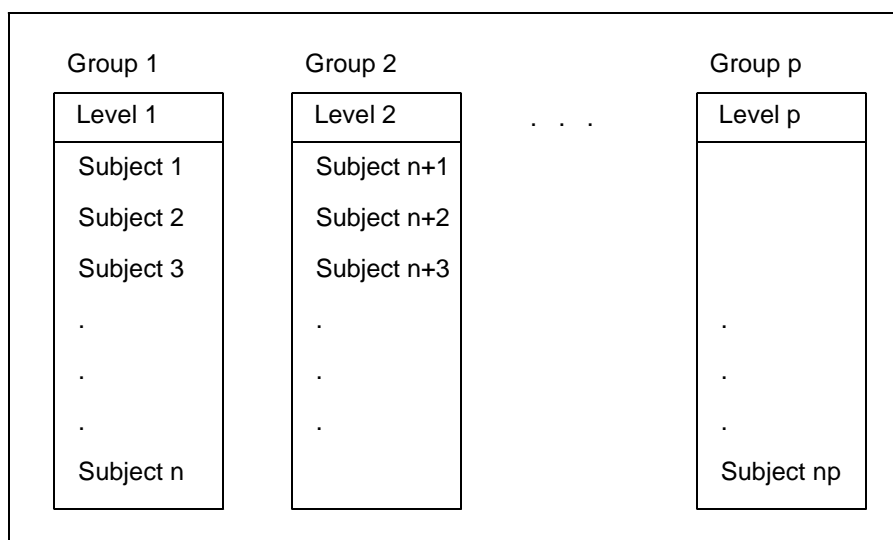 Group 1 Group 2 Group p
Level 1 Level 2 . . . Level p
Subject 1 Subject n+1
Subject 2 Subject n+2
Subject 3 Subject n+3
. . .
. . .
. . .
Subject n Subject np